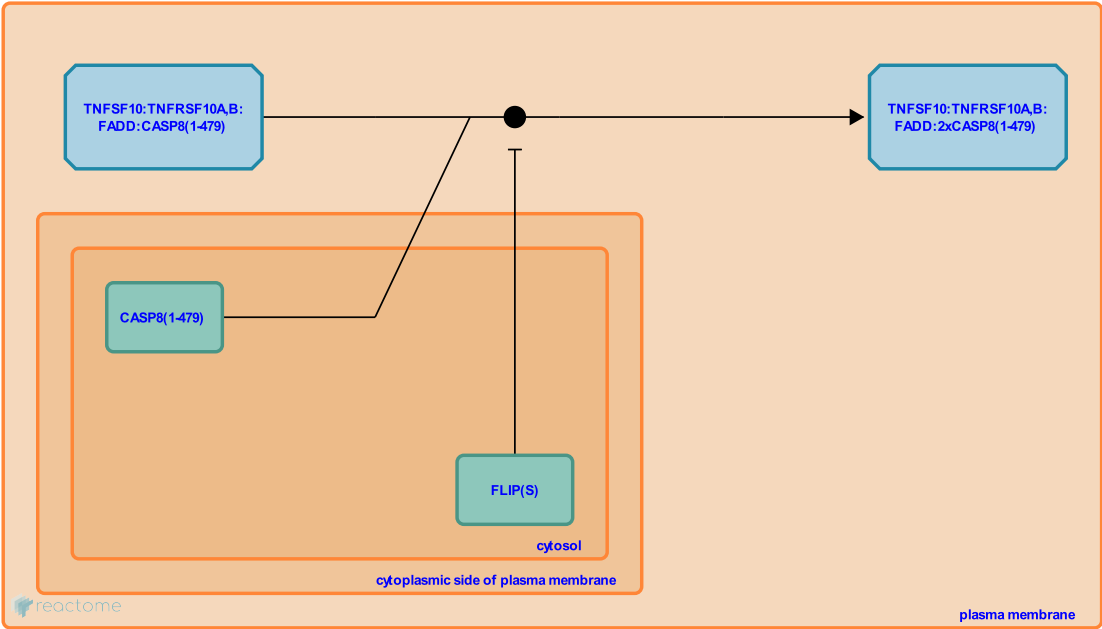 TNFSF10:TNFRSF10A,B:
FADD:CASP8(1-479)
TNFSF10:TNFRSF10A,B:
FADD:2xCASP8(1-479)
CASP8(1-479)
FLIP(S)
cytosol
cytoplasmic side of plasma membrane
reactome
plasma membrane